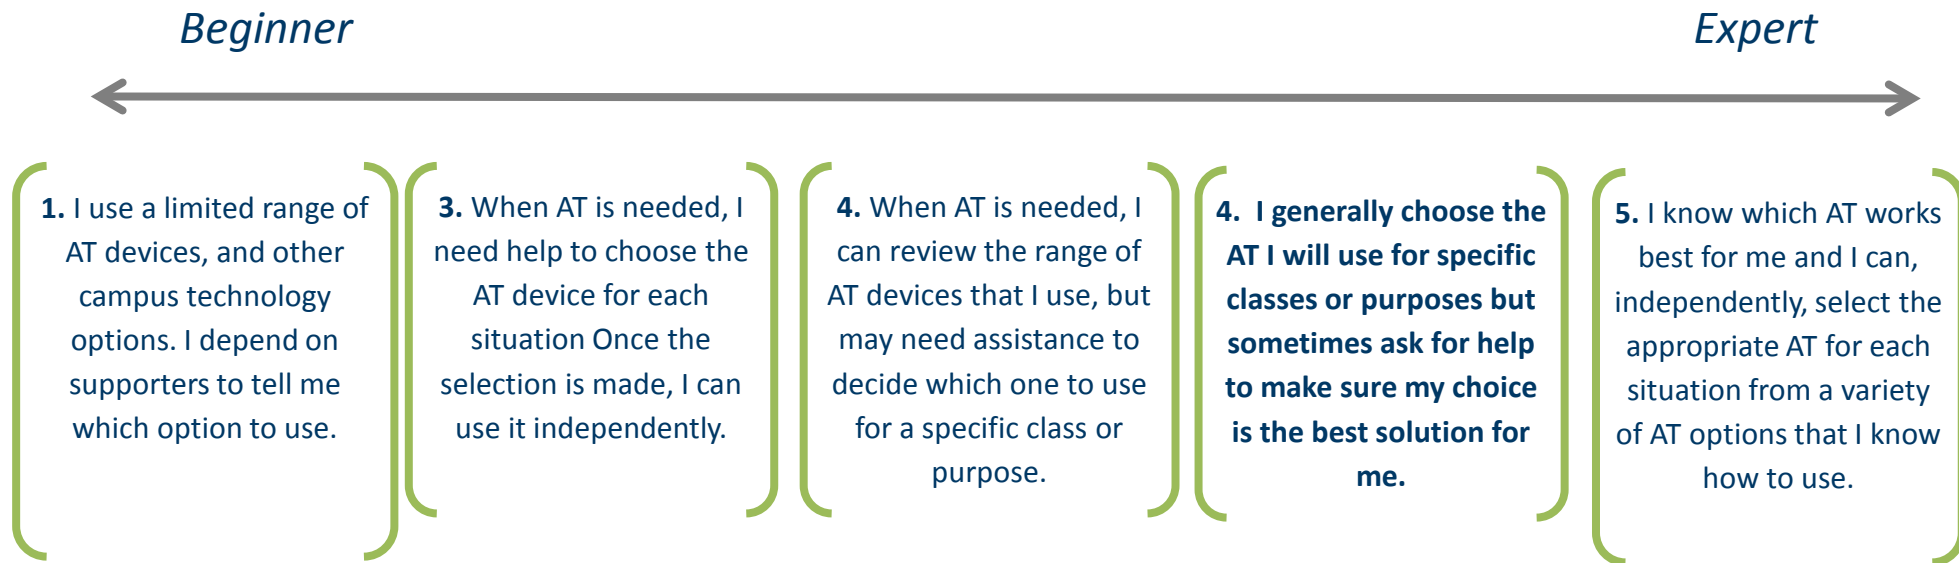 Beginner
Expert
1. I use a limited range of
AT devices, and other
campus technology
options. I depend on
supporters to tell me
which option to use.
3. When AT is needed, I
need help to choose the
AT device for each
situation Once the
selection is made, I can
use it independently.
4. When AT is needed, I
can review the range of
AT devices that I use, but
may need assistance to
decide which one to use
for a specific class or
purpose.
4. I generally choose the
AT I will use for specific
classes or purposes but
sometimes ask for help
to make sure my choice
is the best solution for
me.
5. I know which AT works
best for me and I can,
independently, select the
appropriate AT for each
situation from a variety
of AT options that I know
how to use.